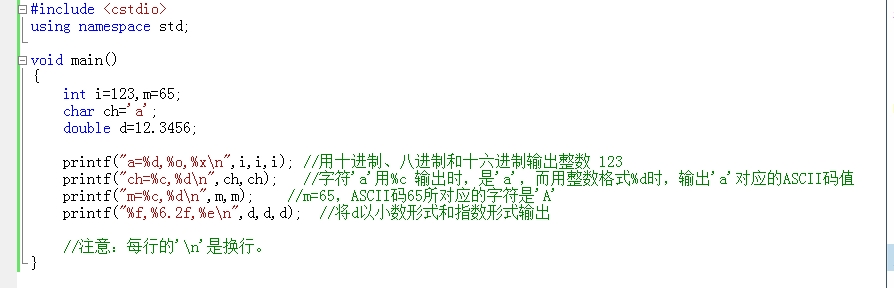 #include <cstdio>
using namespace std;
void main()
{
int i=123,m=65;
char ch='a';
double d=12.3456;
printf("a=%d,%o,%x\n",i,i,i); //用十进制、八进制和十六进制输出整数 123
printf("ch=%c,%d\n",ch,ch); //字符'a'用%c 输出时，是'a'，而用整数格式%d时，输出'a'对应的ASCII码值
printf("m=%c,%d\n",m,m); //m=65，ASCII码65所对应的字符是'A'
printf("%f,%6.2f,%e\n",d,d,d); //将d以小数形式和指数形式输出
//注意：每行的'\n'是换行。
}